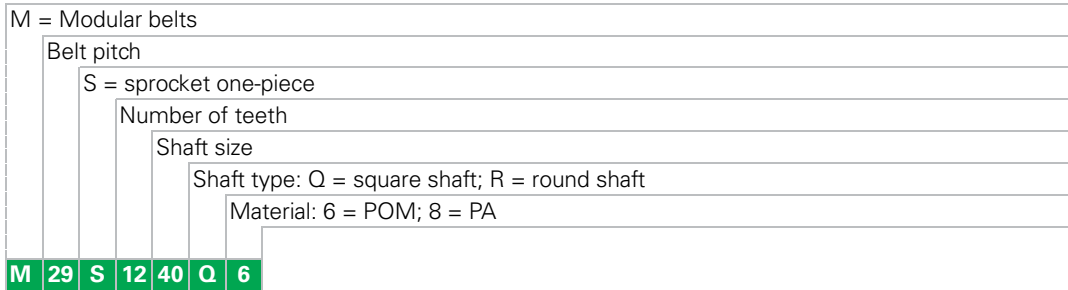 M = Modular belts
Belt pitch
S = sprocket one-piece
Number of teeth
Shaft size
Shaft type: Q = square shaft; R = round shaft
Material: 6 = POM; 8 = PA
M 29 S 12 40 Q 6